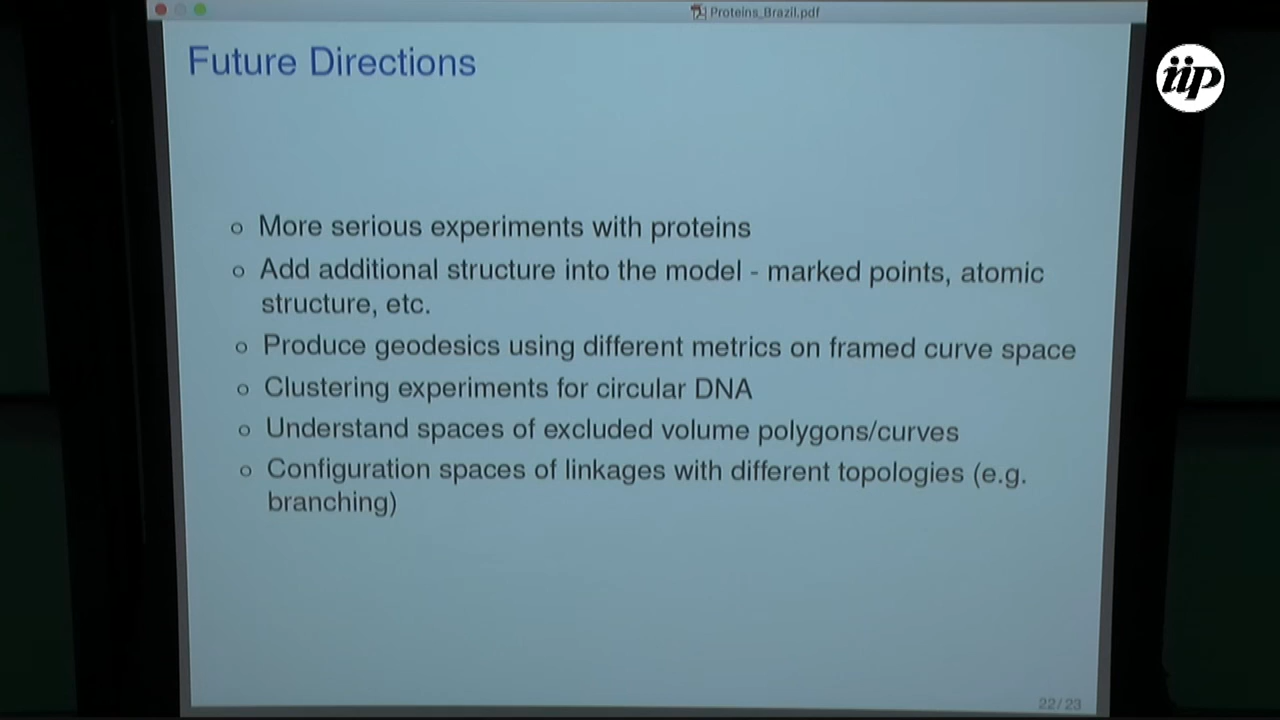 Proteins_Brazil.pdf
iip
Future Directions
More serious experiments with proteins
Add additional structure into the model - marked points, atomic
structure, etc.
Produce geodesics using different metrics on framed curve space
Clustering experiments for circular DNA
Understand spaces of excluded volume polygons/curves
Configuration spaces of linkages with different topologies (e.g.
branching)
22/23